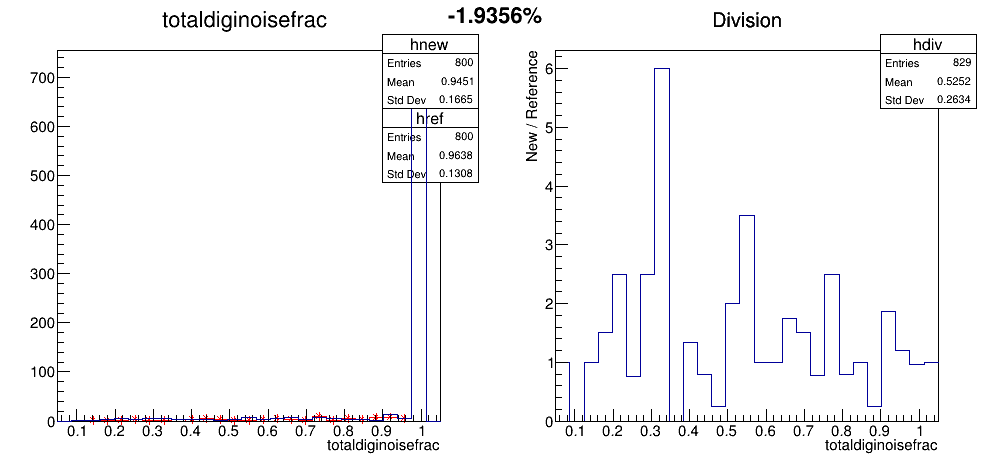 -1.9356%
totaldiginoisefrac
hnew
Entries 800
Mean 0.9451
Std Dev 0.1665
href
Entries 800
Mean 0.9638
Std Dev 0.1308
700
600
500
400
300
200
100
0
0.1 0.2 0.3 0.4 0.5 0.6 0.7 0.8 0.9 1
totaldiginoisefrac
Division
hdiv
Entries 829
Mean 0.5252
Std Dev 0.2634
New / Reference
6
5
4
3
2
1
0
0.1 0.2 0.3 0.4 0.5 0.6 0.7 0.8 0.9 1
totaldiginoisefrac